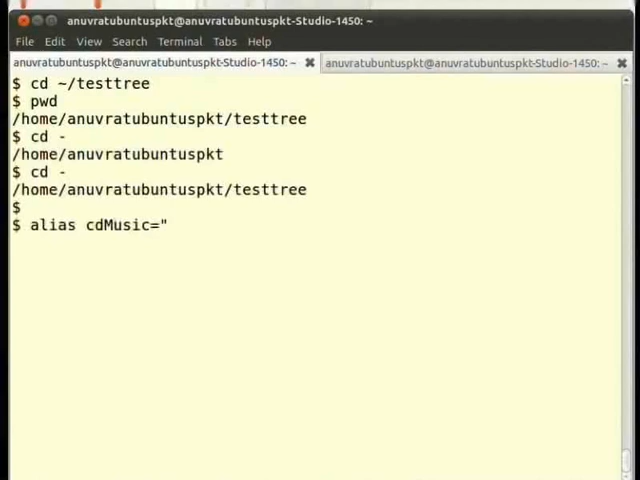 anuvratubuntuspkt@anuvratubuntuspkt-Studio-1450: ~
File Edit View Search Terminal Tabs Help
anuvratubuntuspkt@anuvratubuntuspkt-Studio-1450: ~ anuvratubuntuspkt@anuvratubuntuspkt-Studio-1450: ~
$ cd ~/testtree
$ pwd
/home/anuvratubuntuspkt/testtree
$ cd -
/home/anuvratubuntuspkt
$ cd -
/home/anuvratubuntuspkt/testtree
$
$ alias cdMusic="